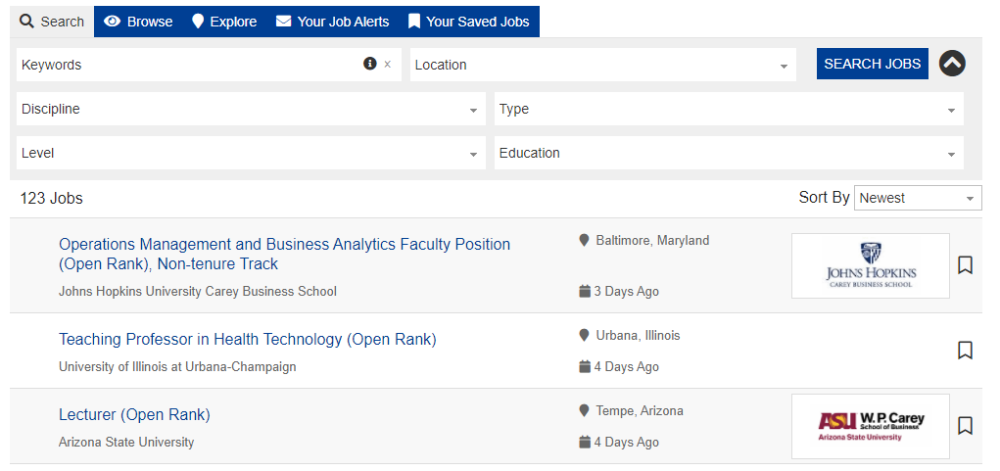 Search Browse Explore Your Job Alerts Your Saved Jobs
Keywords x Location SEARCH JOBS
Discipline Type
Level Education
123 Jobs Sort By Newest
Operations Management and Business Analytics Faculty Position
(Open Rank), Non-tenure Track
Johns Hopkins University Carey Business School
Baltimore, Maryland
3 Days Ago
JOHNS HOPKINS
CAREY BUSINESS SCHOOL
Teaching Professor in Health Technology (Open Rank)
University of Illinois at Urbana-Champaign
Urbana, Illinois
4 Days Ago
Lecturer (Open Rank)
Arizona State University
Tempe, Arizona
4 Days Ago
ASU W. P. Carey
School of Business
Arizona State University